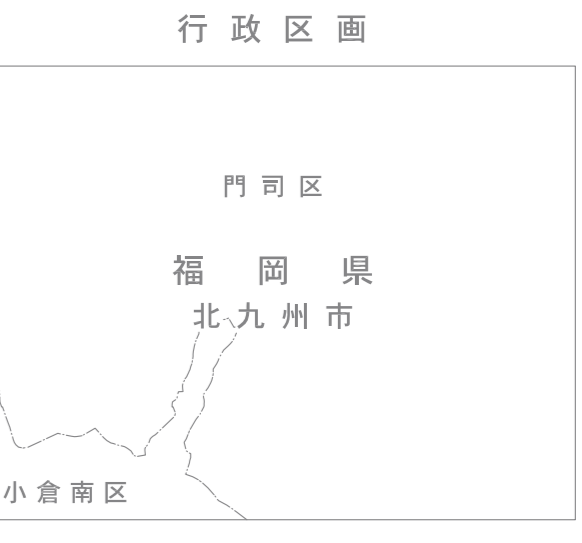 行政区画
門司区
福岡県
北九州市
小倉南区